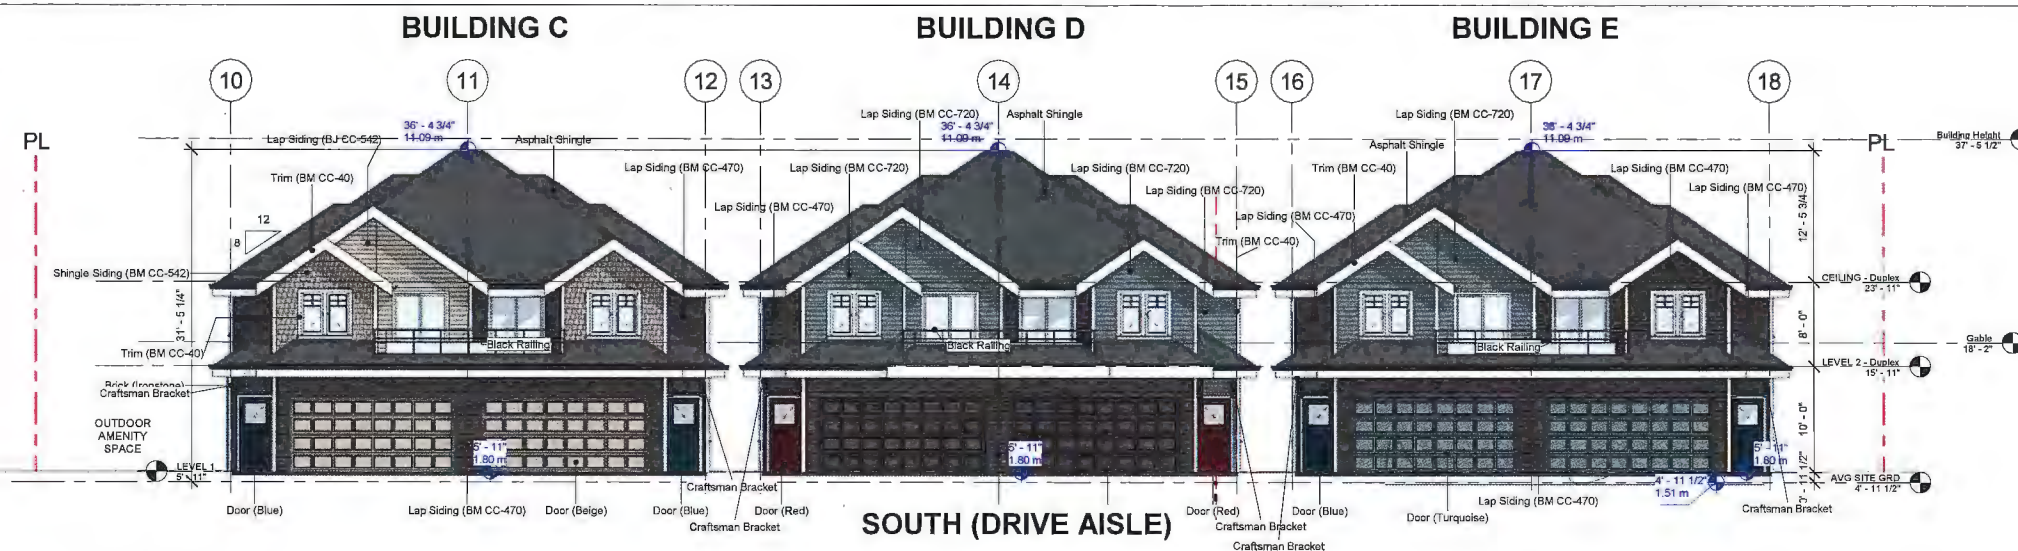 BUILDING C
BUILDING D
BUILDING E
10
11
12
13
14
15
16
17
18
PL
PL
36' - 4 3/4"
11.09 m
Lap Siding (BJ CC-542)
Asphalt Shingle
Trim (BM CC-40)
Lap Siding (BM CC-470)
12
8
Shingle Siding (BM CC-542)
31' - 5 1/4"
Trim (BM CC-40)
Black Railing
Brick (Ironstone)
Craftsman Bracket
OUTDOOR
AMENITY
SPACE
LEVEL 1
5' - 11"
5' - 11"
1.80 m
Door (Blue)
Lap Siding (BM CC-470)
Door (Beige)
Door (Blue)
Craftsman Bracket
Craftsman Bracket
Lap Siding (BM CC-720)
36' - 4 3/4"
11.09 m
Asphalt Shingle
Lap Siding (BM CC-720)
Lap Siding (BM CC-720)
Lap Siding (BM CC-720)
Lap Siding (BM CC-470)
Black Railing
5' - 11"
1.80 m
Door (Red)
SOUTH (DRIVE AISLE)
Door (Red)
Craftsman Bracket
Craftsman Bracket
Lap Siding (BM CC-720)
36' - 4 3/4"
11.09 m
Asphalt Shingle
Trim (BM CC-40)
Lap Siding (BM CC-470)
Lap Siding (BM CC-470)
Lap Siding (BM CC-470)
Trim (BM CC-40)
Black Railing
Door (Blue)
Door (Turquoise)
Lap Siding (BM CC-470)
4' - 11 1/2"
1.51 m
5' - 11"
1.80 m
Craftsman Bracket
Building Height
37' - 5 1/2"
12' - 5 3/4"
CEILING - Duplex
23' - 11"
8' - 0"
Gable
18' - 2"
LEVEL 2 - Duplex
15' - 11"
10' - 0"
AVG SITE GRD
4' - 11 1/2"